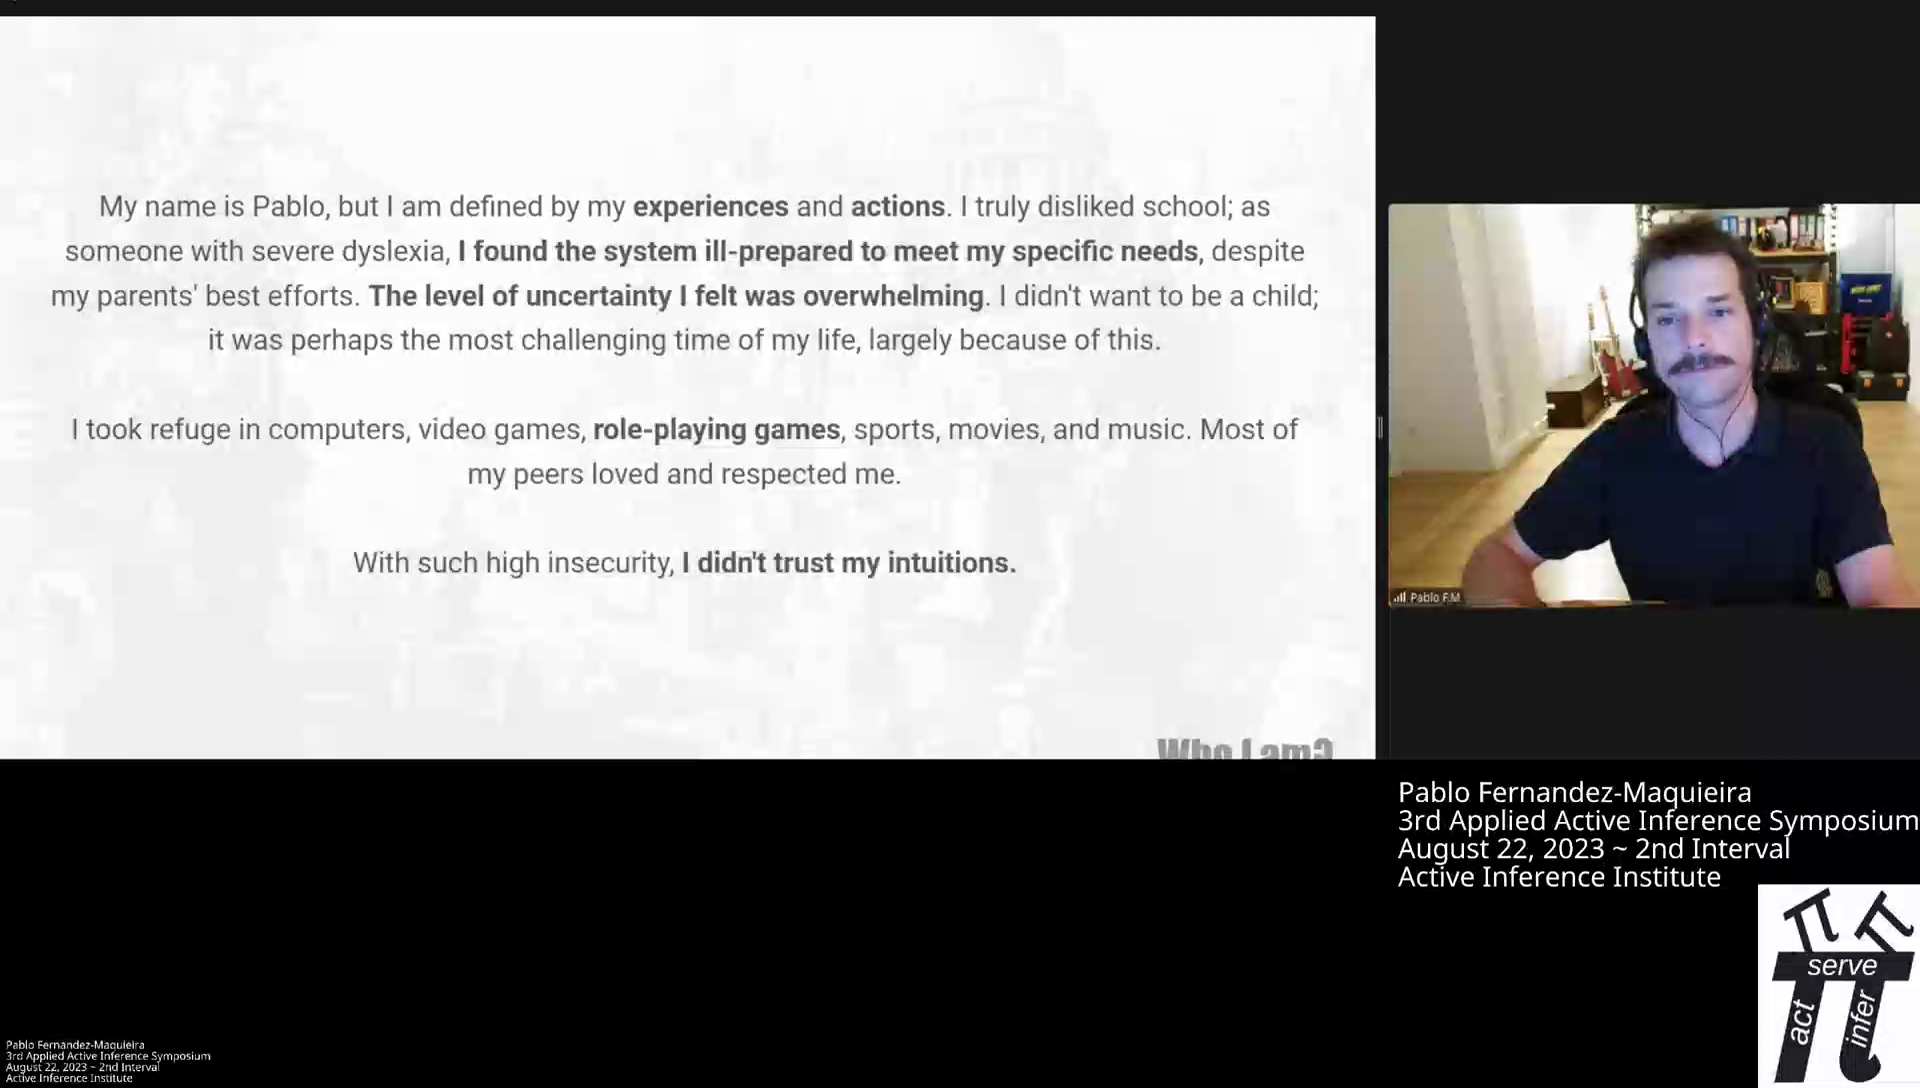 My name is Pablo, but I am defined by my experiences and actions. I truly disliked school; as
someone with severe dyslexia, I found the system ill-prepared to meet my specific needs, despite
my parents' best efforts. The level of uncertainty I felt was overwhelming. I didn't want to be a child;
it was perhaps the most challenging time of my life, largely because of this.
I took refuge in computers, video games, role-playing games, sports, movies, and music. Most of
my peers loved and respected me.
With such high insecurity, I didn't trust my intuitions.
Who I am?
Pablo F.M.
Pablo Fernandez-Maquieira
3rd Applied Active Inference Symposium
August 22, 2023 ~ 2nd Interval
Active Inference Institute
serve
act
infer
Pablo Fernandez-Maquieira
3rd Applied Active Inference Symposium
August 22, 2023 ~ 2nd Interval
Active Inference Institute